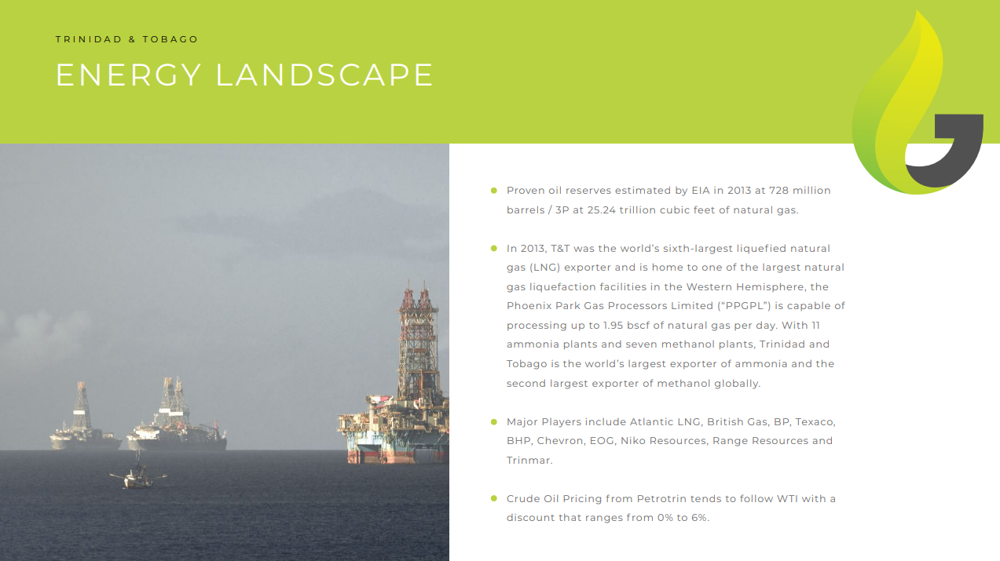 TRINIDAD & TOBAGO
ENERGY LANDSCAPE
Proven oil reserves estimated by EIA in 2013 at 728 million
barrels / 3P at 25.24 trillion cubic feet of natural gas.
In 2013, T&T was the world’s sixth-largest liquefied natural
gas (LNG) exporter and is home to one of the largest natural
gas liquefaction facilities in the Western Hemisphere, the
Phoenix Park Gas Processors Limited (“PPGPL”) is capable of
processing up to 1.95 bscf of natural gas per day. With 11
ammonia plants and seven methanol plants, Trinidad and
Tobago is the world’s largest exporter of ammonia and the
second largest exporter of methanol globally.
Major Players include Atlantic LNG, British Gas, BP, Texaco,
BHP, Chevron, EOG, Niko Resources, Range Resources and
Trinmar.
Crude Oil Pricing from Petrotrin tends to follow WTI with a
discount that ranges from 0% to 6%.